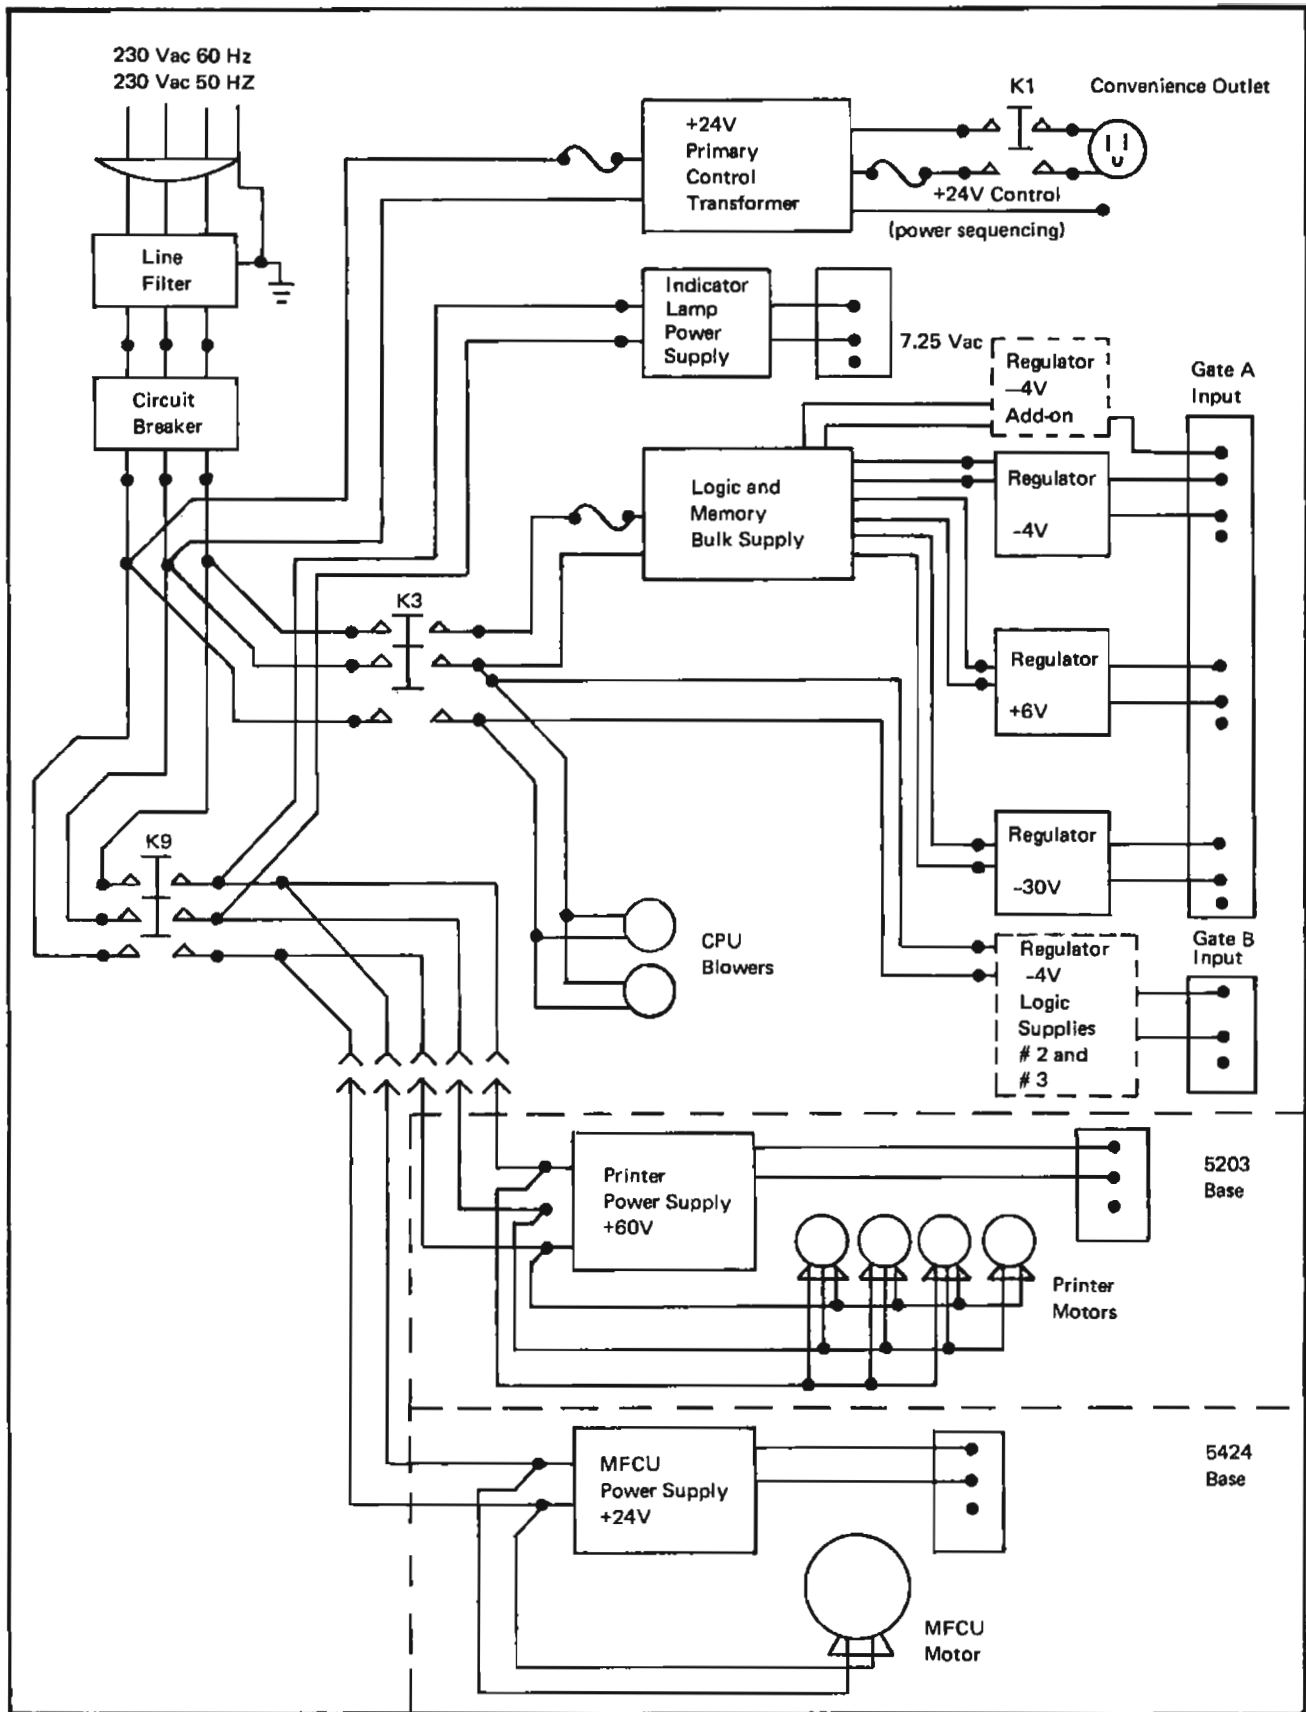 230 Vac 60 Hz
230 Vac 50 HZ
Line
Filter
Circuit
Breaker
+24V
Primary
Control
Transformer
K1
Convenience Outlet
+24V Control
(power sequencing)
Indicator
Lamp
Power
Supply
7.25 Vac
Regulator
–4V
Add-on
Gate A
Input
Logic and
Memory
Bulk Supply
Regulator
-4V
K3
Regulator
+6V
Regulator
-30V
K9
CPU
Blowers
Regulator
-4V
Logic
Supplies
# 2 and
# 3
Gate B
Input
Printer
Power Supply
+60V
5203
Base
Printer
Motors
MFCU
Power Supply
+24V
5424
Base
MFCU
Motor